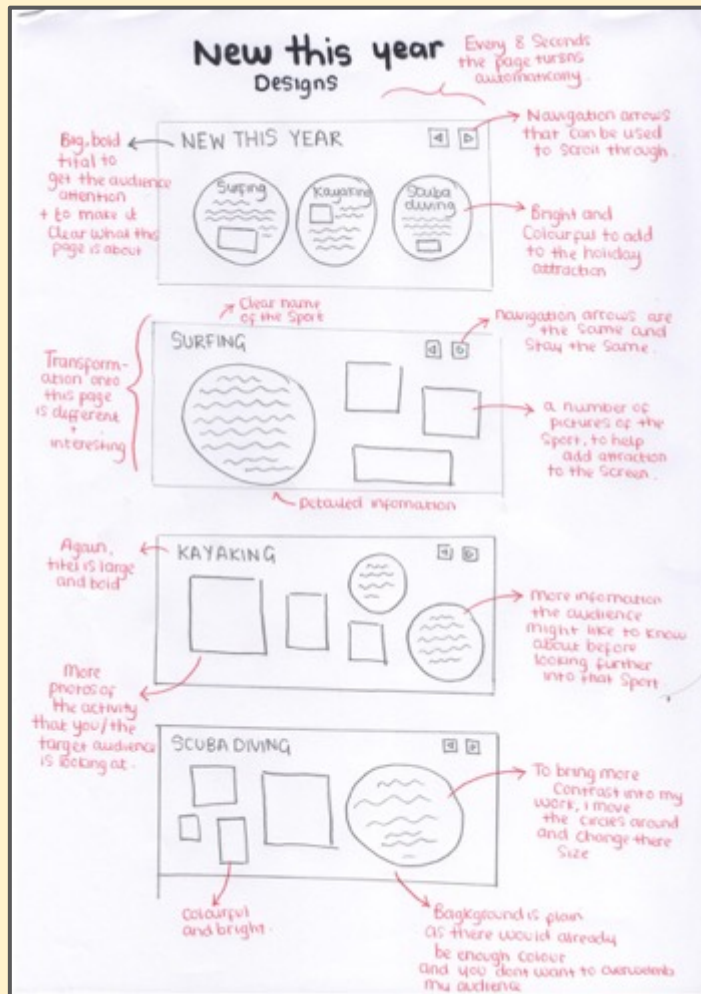 New this year
Designs
Every 8 Seconds
the page turns
automatically.
Big, bold
tital to
get the audience
attention
+ to make it
Clear what this
page is about
NEW THIS YEAR
Navigation arrows
that can be used
to scroll through.
Surfing
Kayaking
Scuba
diving
Bright and
Colourful to add
to the holiday
attraction
Clear name
of the Sport
SURFING
Navigation arrows are
the same and
Stay the same.
Transform-
ation onto
this page
is different
+
interesting
a number of
pictures of the
Sport, to help
add attraction
to the Screen.
Detailed infomation
Again,
titel is large
and bold
KAYAKING
More infomation
the audience
might like to know
about before
looking further
into that Sport
More
photos of
the activity
that you/the
target audience
is looking at.
SCUBA DIVING
To bring more
Contrast into my
work, i move
the circles around
and change there
Size
Colourful
and bright.
Background is plain
as there would already
be enough colour
and you dont want to
my audience